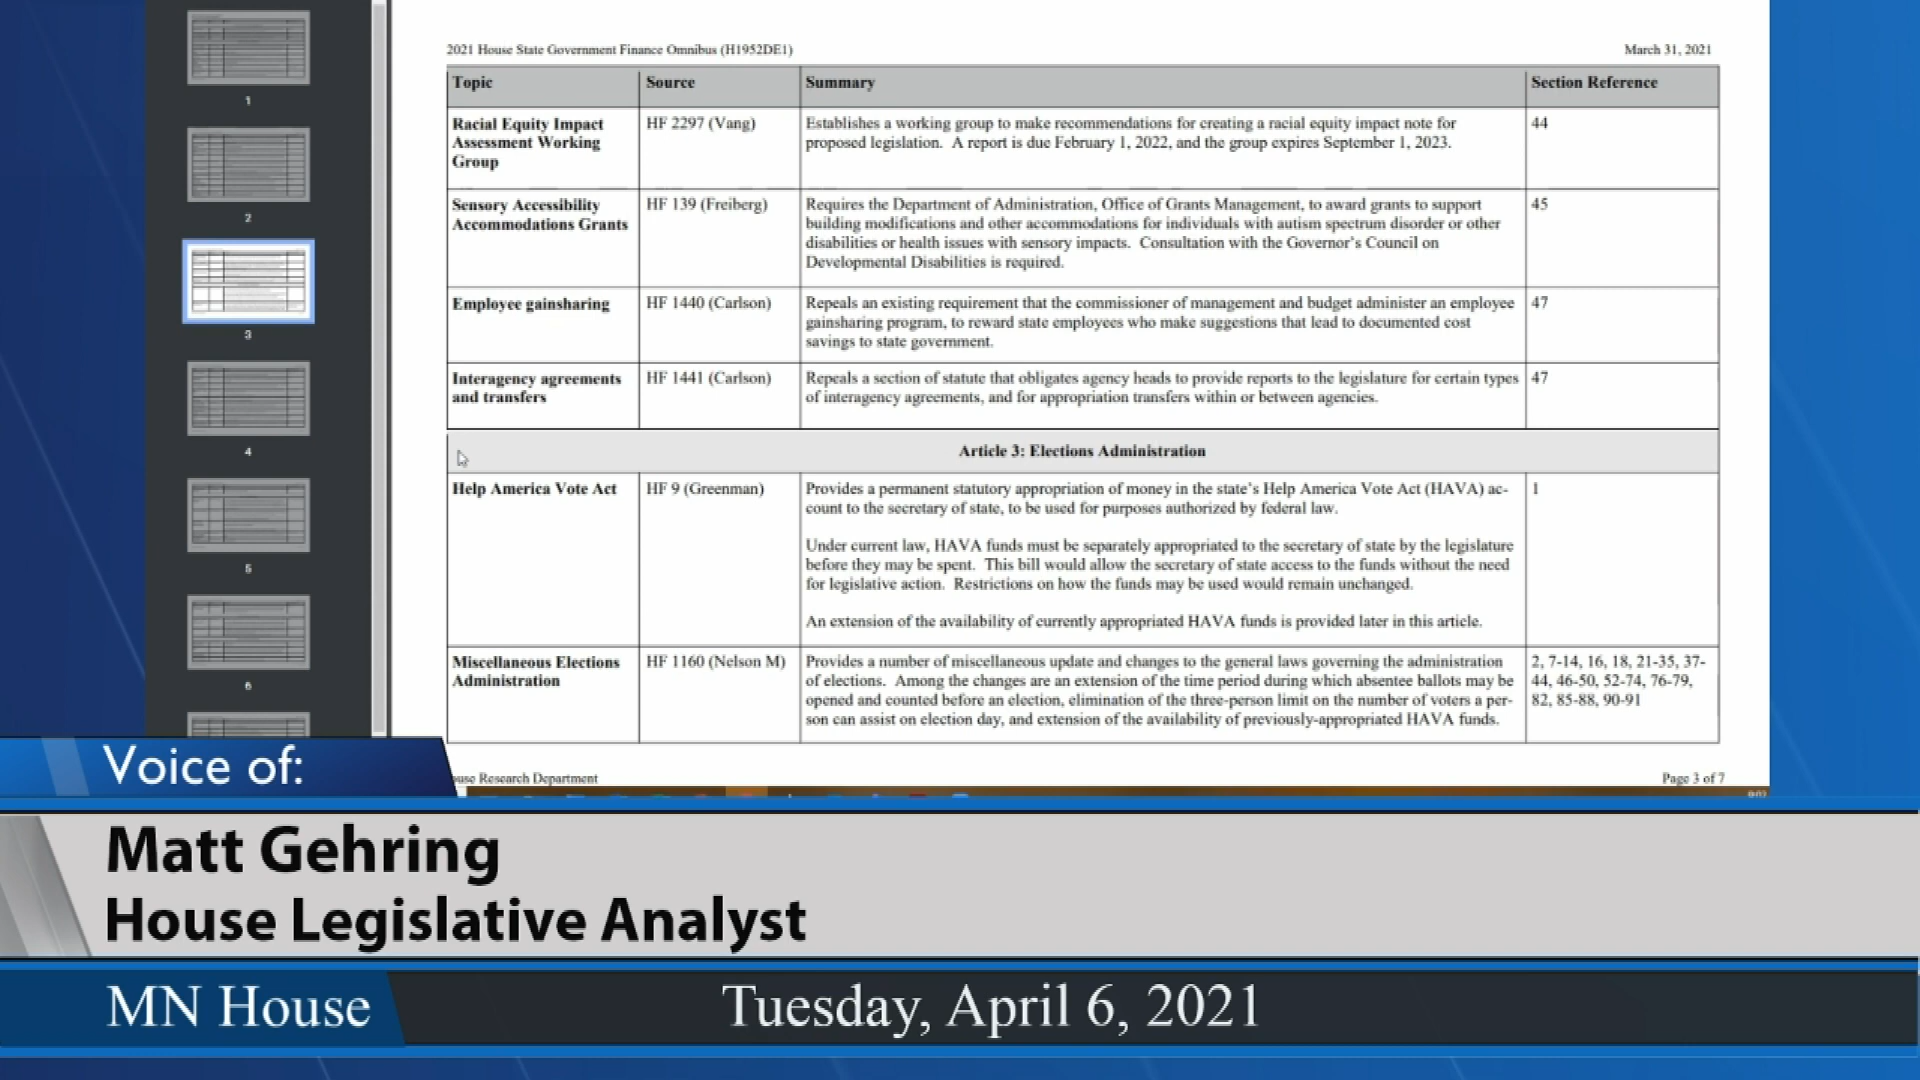 2021 House State Government Finance Omnibus (H1952DE1)
March 31, 2021
Topic
Source
Summary
Section Reference
Racial Equity Impact
Assessment Working
Group
HF 2297 (Vang)
Establishes a working group to make recommendations for creating a racial equity impact note for
proposed legislation. A report is due February 1, 2022, and the group expires September 1, 2023.
44
Sensory Accessibility
Accommodations Grants
HF 139 (Freiberg)
Requires the Department of Administration, Office of Grants Management, to award grants to support
building modifications and other accommodations for individuals with autism spectrum disorder or other
disabilities or health issues with sensory impacts. Consultation with the Governor's Council on
Developmental Disabilities is required.
45
Employee gainsharing
HF 1440 (Carlson)
Repeals an existing requirement that the commissioner of management and budget administer an employee
gainsharing program, to reward state employees who make suggestions that lead to documented cost
savings to state government.
47
Interagency agreements
and transfers
HF 1441 (Carlson)
Repeals a section of statute that obligates agency heads to provide reports to the legislature for certain types
of interagency agreements, and for appropriation transfers within or between agencies.
47
Article 3: Elections Administration
Help America Vote Act
HF 9 (Greenman)
Provides a permanent statutory appropriation of money in the state's Help America Vote Act (HAVA) ac-
count to the secretary of state, to be used for purposes authorized by federal law.
Under current law, HAVA funds must be separately appropriated to the secretary of state by the legislature
before they may be spent. This bill would allow the secretary of state access to the funds without the need
for legislative action. Restrictions on how the funds may be used would remain unchanged.
An extension of the availability of currently appropriated HAVA funds is provided later in this article.
1
Miscellaneous Elections
Administration
HF 1160 (Nelson M)
Provides a number of miscellaneous update and changes to the general laws governing the administration
of elections. Among the changes are an extension of the time period during which absentee ballots may be
opened and counted before an election, elimination of the three-person limit on the number of voters a per-
son can assist on election day, and extension of the availability of previously-appropriated HAVA funds.
2, 7-14, 16, 18, 21-35, 37-
44, 46-50, 52-74, 76-79,
82, 85-88, 90-91
Research Department
Page 3 of 7
1
2
3
4
5
6
Voice of:
Matt Gehring
House Legislative Analyst
MN House
Tuesday, April 6, 2021